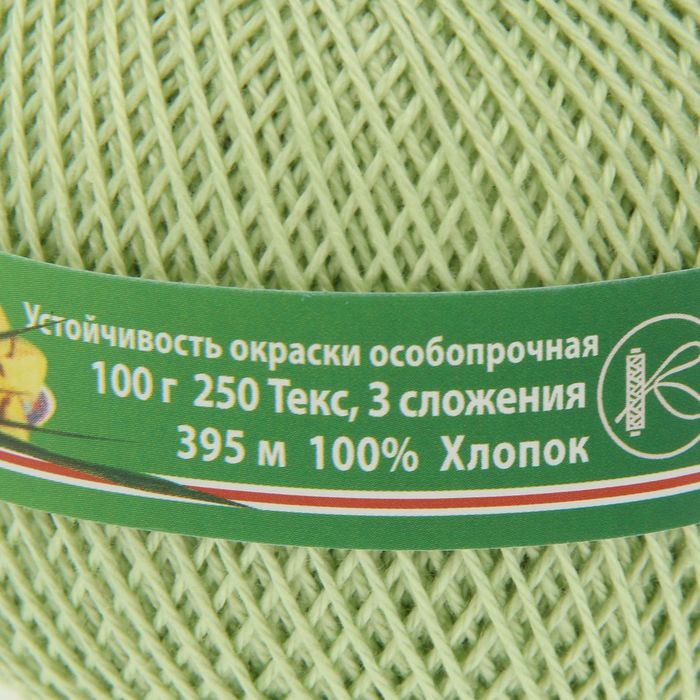 Устойчивость окраски особопрочная
100 г 250 Текс, 3 сложения
395 м 100% Хлопок